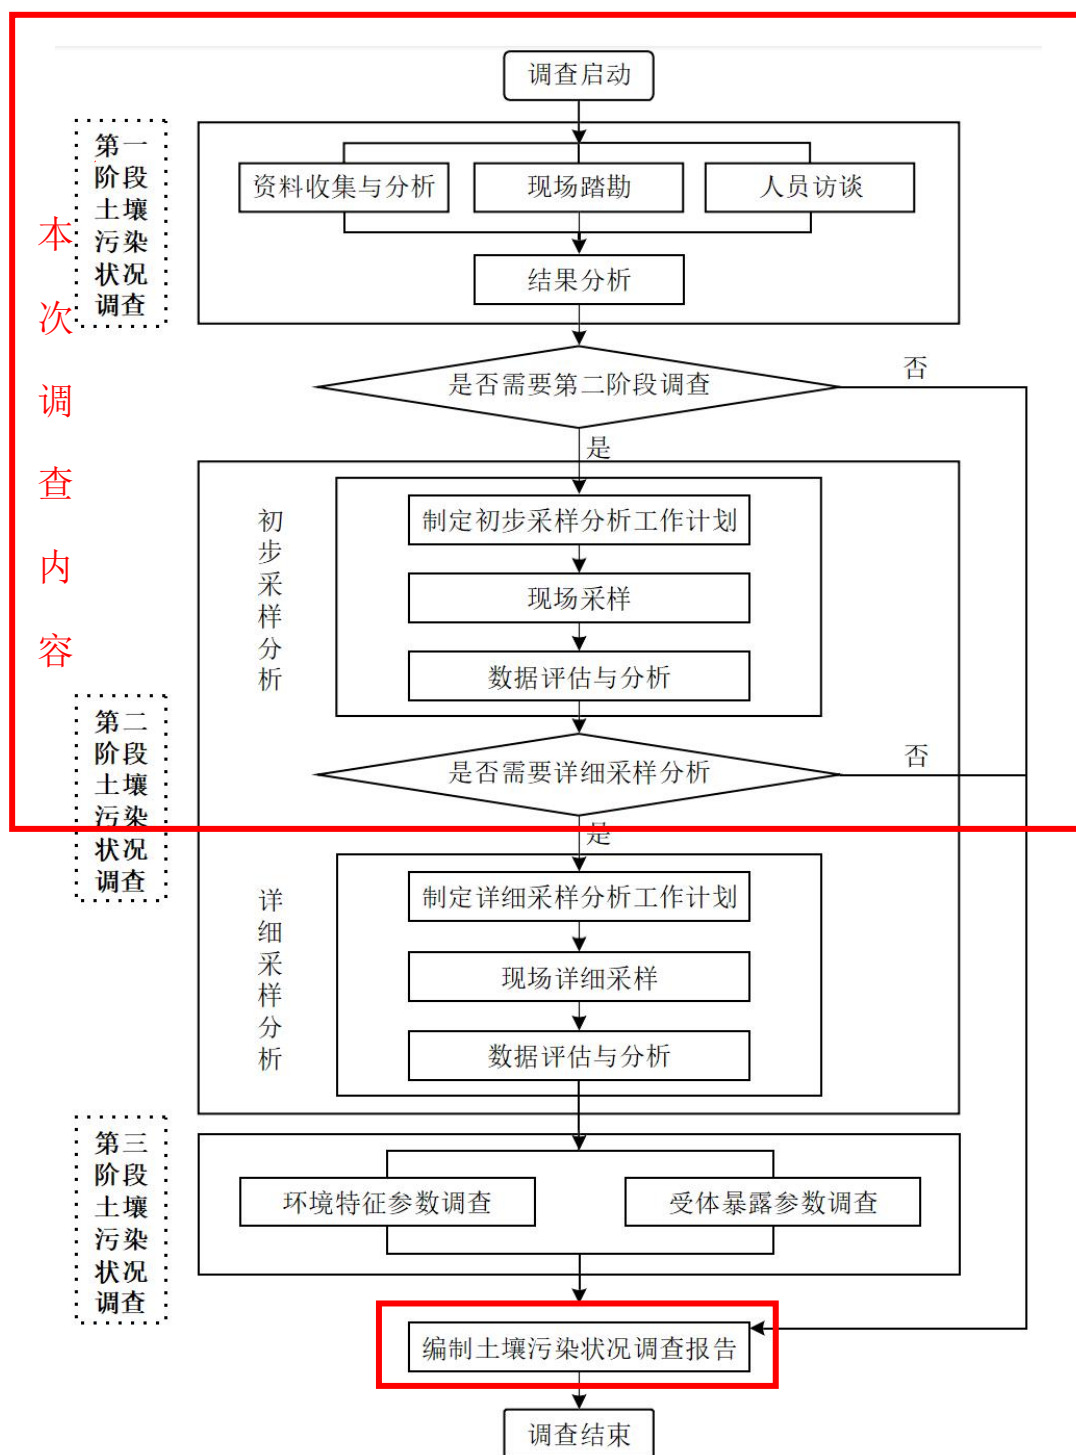 调查启动
第一
阶段
土壤
污染
状况
调查
资料收集与分析
现场踏勘
人员访谈
结果分析
本
次
调
查
内
容
是否需要第二阶段调查
否
是
初
步
采
样
分
析
制定初步采样分析工作计划
现场采样
数据评估与分析
第二
阶段
土壤
污染
状况
调查
是否需要详细采样分析
否
是
详
细
采
样
分
析
制定详细采样分析工作计划
现场详细采样
数据评估与分析
第三
阶段
土壤
污染
状况
调查
环境特征参数调查
受体暴露参数调查
编制土壤污染状况调查报告
调查结束